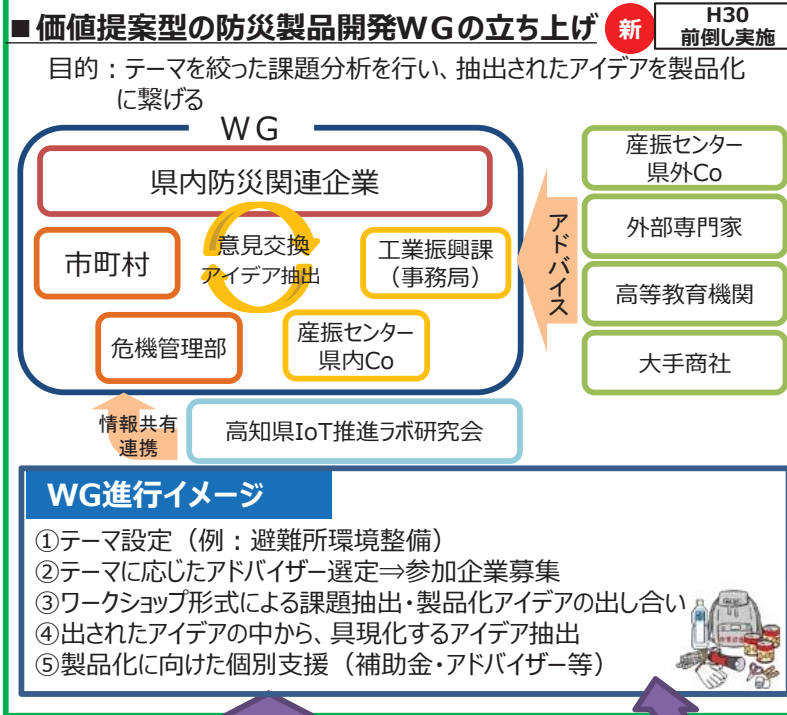 ■価値提案型の防災製品開発ＷＧの立ち上げ
新
H30
前倒し実施
目的：テーマを絞った課題分析を行い、抽出されたアイデアを製品化
に繋げる
ＷＧ
県内防災関連企業
市町村
意見交換
アイデア抽出
工業振興課
（事務局）
危機管理部
産振センター
県内Co
アドバイス
産振センター
県外Co
外部専門家
高等教育機関
大手商社
情報共有
連携
高知県IoT推進ラボ研究会
WG進行イメージ
①テーマ設定（例：避難所環境整備）
②テーマに応じたアドバイザー選定⇒参加企業募集
③ワークショップ形式による課題抽出・製品化アイデアの出し合い
④出されたアイデアの中から、具現化するアイデア抽出
⑤製品化に向けた個別支援（補助金・アドバイザー等）